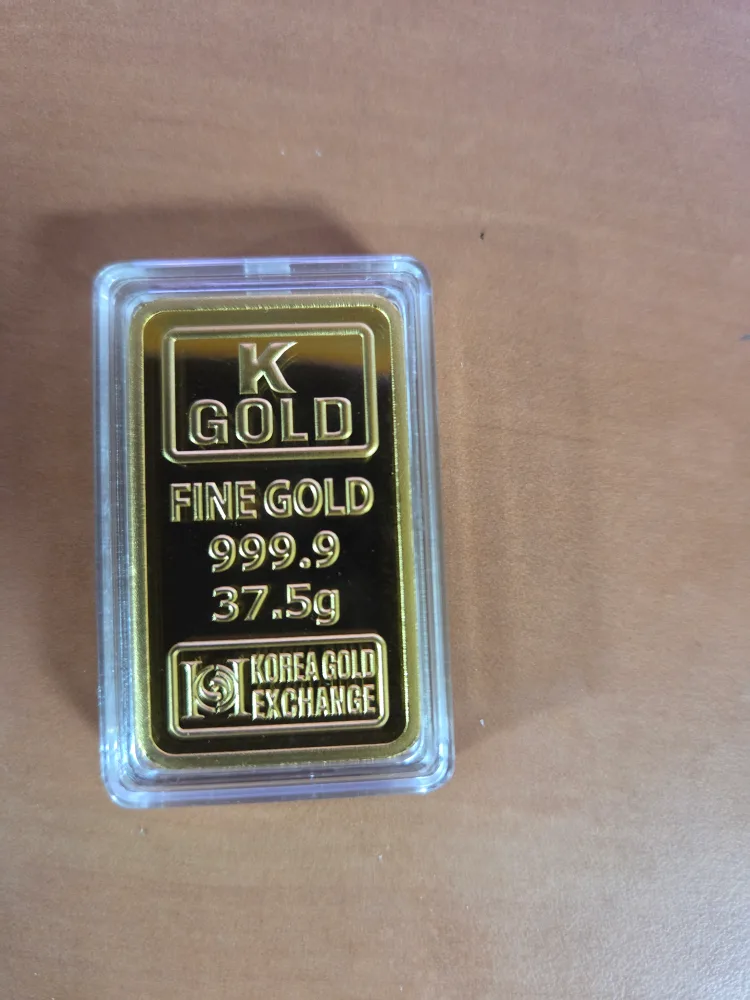 K
GOLD
FINE GOLD
999.9
37.5g
KOREA GOLD
EXCHANGE